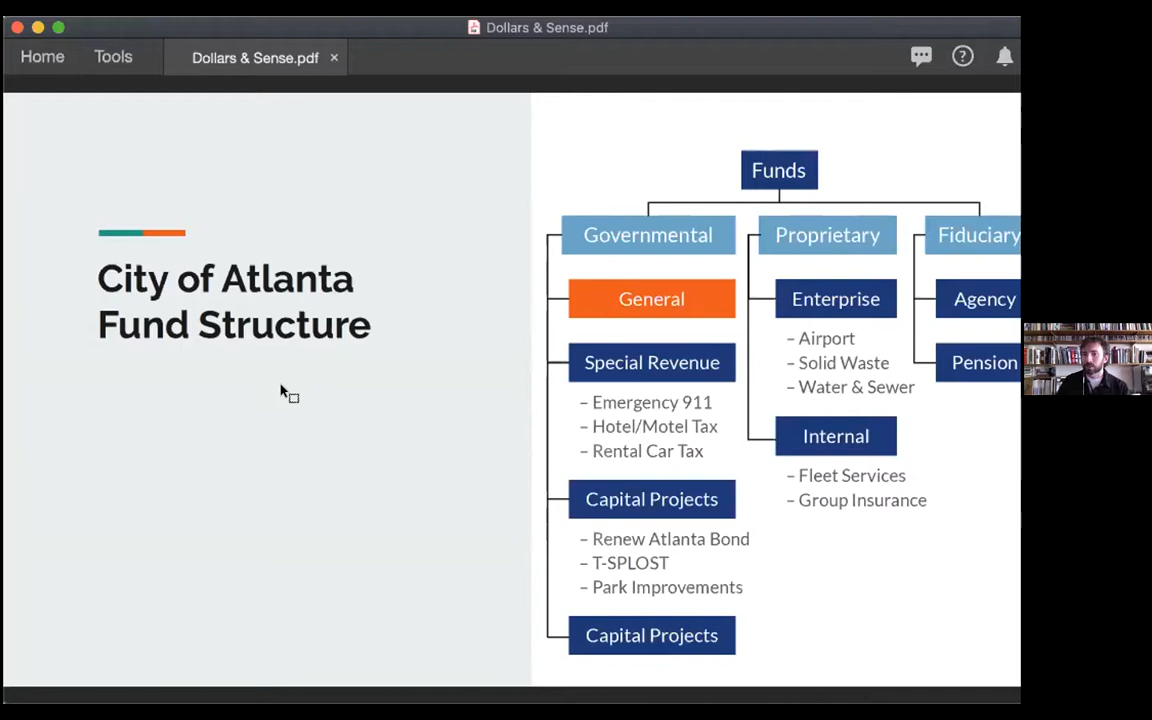 Dollars & Sense.pdf
Home
Tools
Dollars & Sense.pdf ×
City of Atlanta
Fund Structure
Funds
Governmental
General
Special Revenue
– Emergency 911
– Hotel/Motel Tax
– Rental Car Tax
Capital Projects
– Renew Atlanta Bond
– T-SPLOST
– Park Improvements
Capital Projects
Proprietary
Enterprise
– Airport
– Solid Waste
– Water & Sewer
Internal
– Fleet Services
– Group Insurance
Fiduciary
Agency
Pension